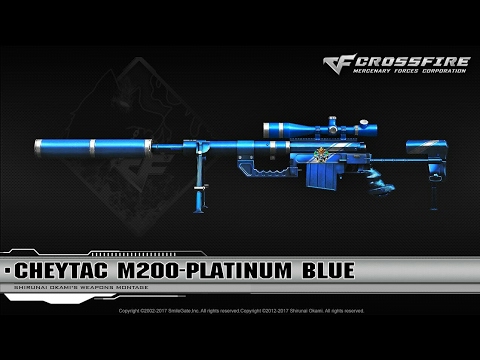 CROSSFIRE
MERCENARY FORCES CORPORATION
·CHEYTAC M200-PLATINUM BLUE
SHIRUNAI OKAMI'S WEAPONS MONTAGE
Copyright©2002-2017 SmileGate.Inc. All rights reserved.Copyright©2012-2017 Shirunai Okami. All rights reserved.